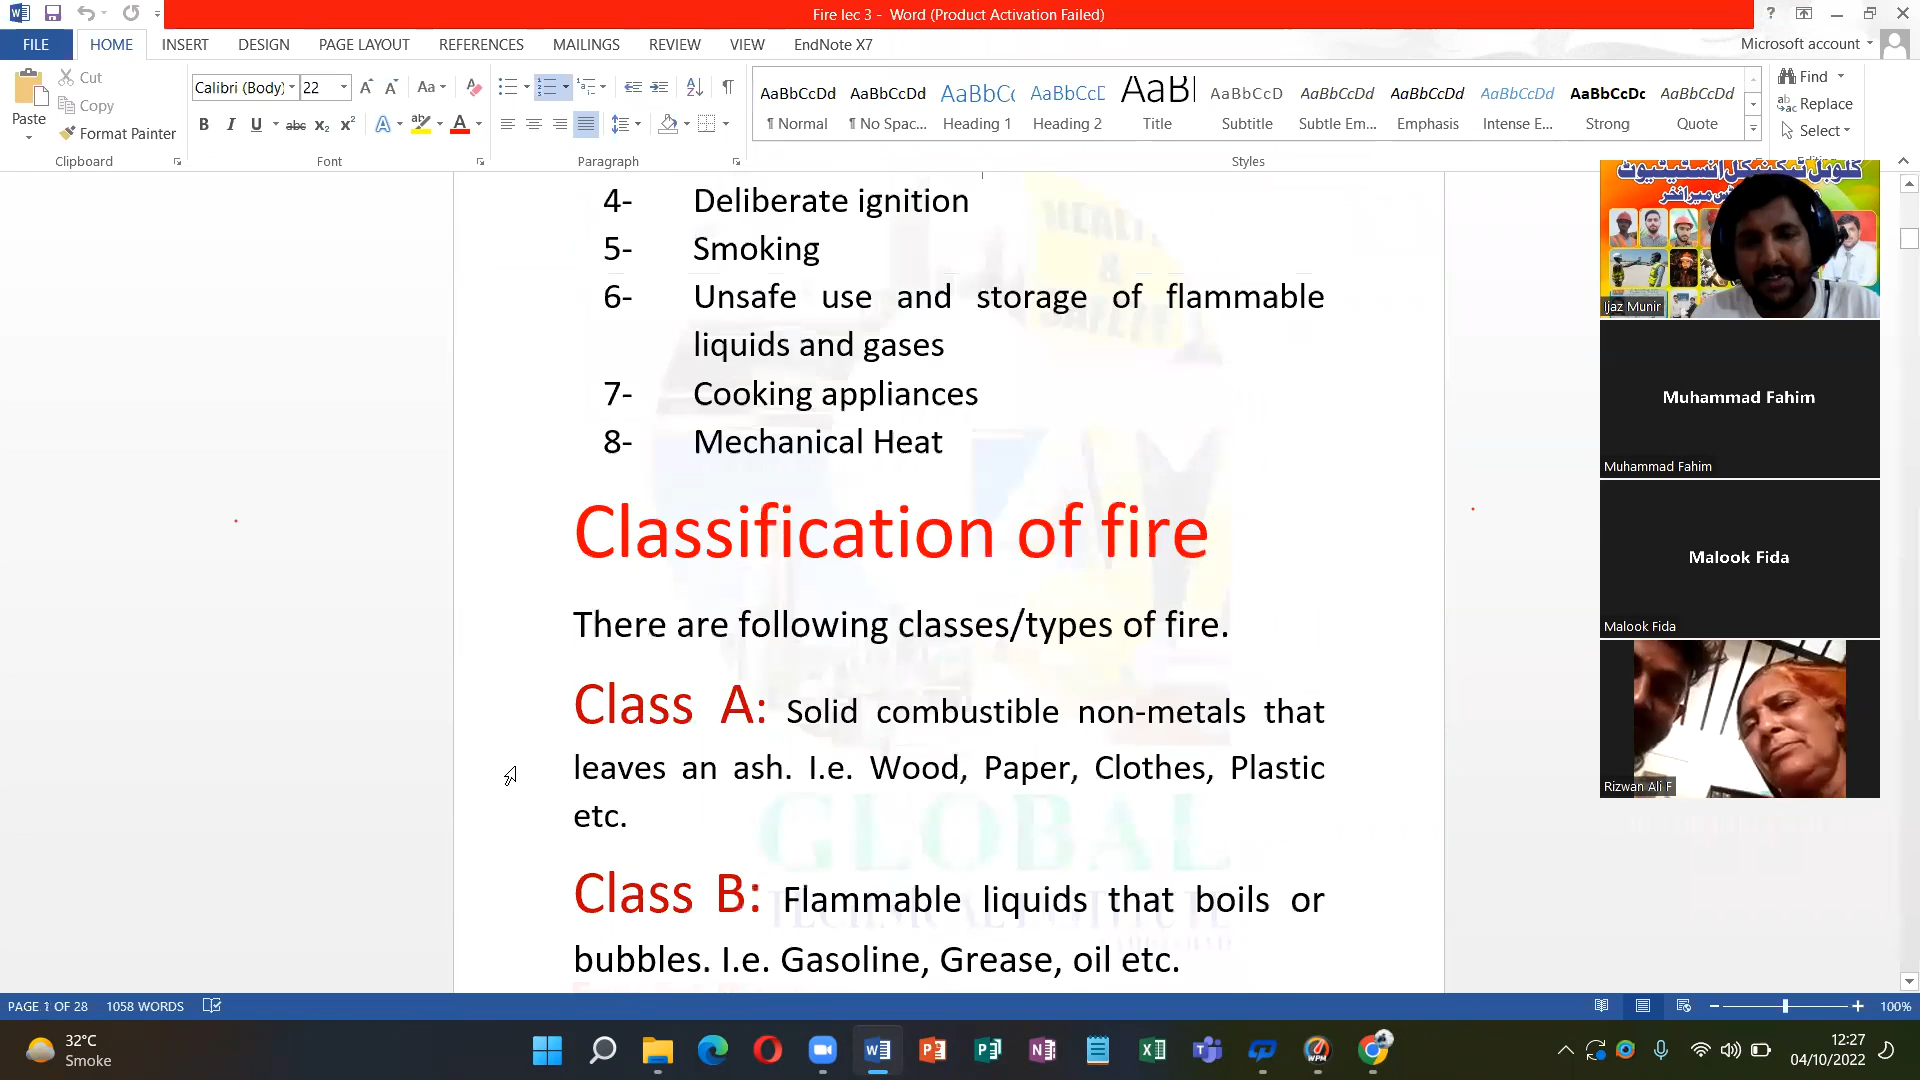 Fire lec 3 - Word (Product Activation Failed)
FILE HOME INSERT DESIGN PAGE LAYOUT REFERENCES MAILINGS REVIEW VIEW EndNote X7
Microsoft account
Paste
Cut
Copy
Format Painter
Clipboard
Calibri (Body)
22
Font
Paragraph
AaBbCcDd AaBbCcDd AaBbCc AaBbCcD AaBl AaBbCcD AaBbCcDd AaBbCcDd AaBbCcDd AaBbCcDc AaBbCcDd
¶ Normal ¶ No Spac... Heading 1 Heading 2 Title Subtitle Subtle Em... Emphasis Intense E... Strong Quote
Styles
Find
Replace
Select
4- Deliberate ignition
5- Smoking
6- Unsafe use and storage of flammable
liquids and gases
7- Cooking appliances
8- Mechanical Heat
Classification of fire
There are following classes/types of fire.
Class A: Solid combustible non-metals that
leaves an ash. I.e. Wood, Paper, Clothes, Plastic
etc.
Class B: Flammable liquids that boils or
bubbles. I.e. Gasoline, Grease, oil etc.
GLOBAL
گلوبل ٹیکنیکل انسٹیٹیوٹ
Ijaz Munir
Muhammad Fahim
Muhammad Fahim
Malook Fida
Malook Fida
Rizwan Ali F
PAGE 1 OF 28 1058 WORDS
100%
32°C
Smoke
12:27
04/10/2022